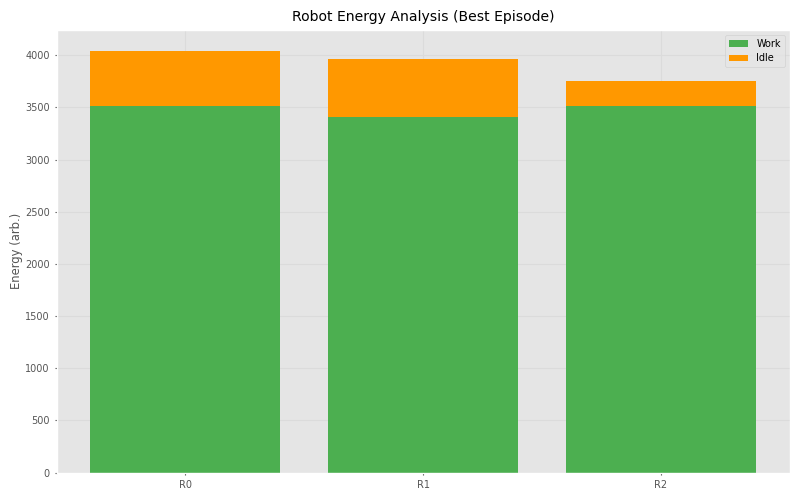 Robot Energy Analysis (Best Episode)
Work
Idle
Energy (arb.)
4000
3500
3000
2500
2000
1500
1000
500
0
R0 R1 R2